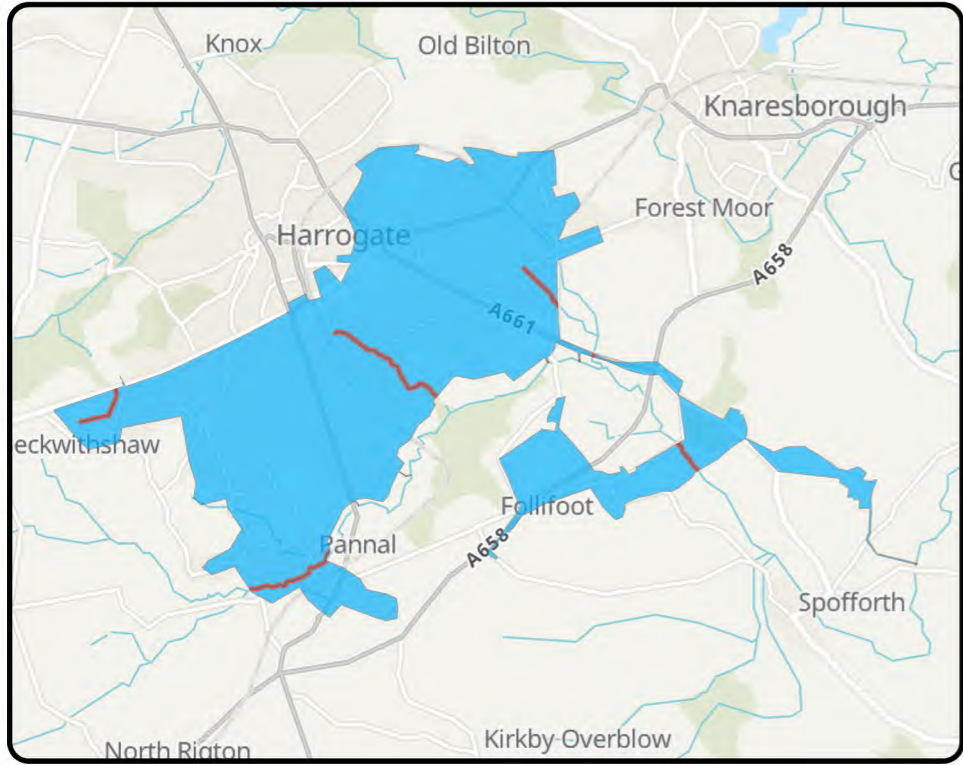 Knox
Old Bilton
Knaresborough
Forest Moor
Harrogate
A658
A661
eckwithshaw
Follifoot
Pannal
A658
Spofforth
Kirkby Overblow
North Rigton